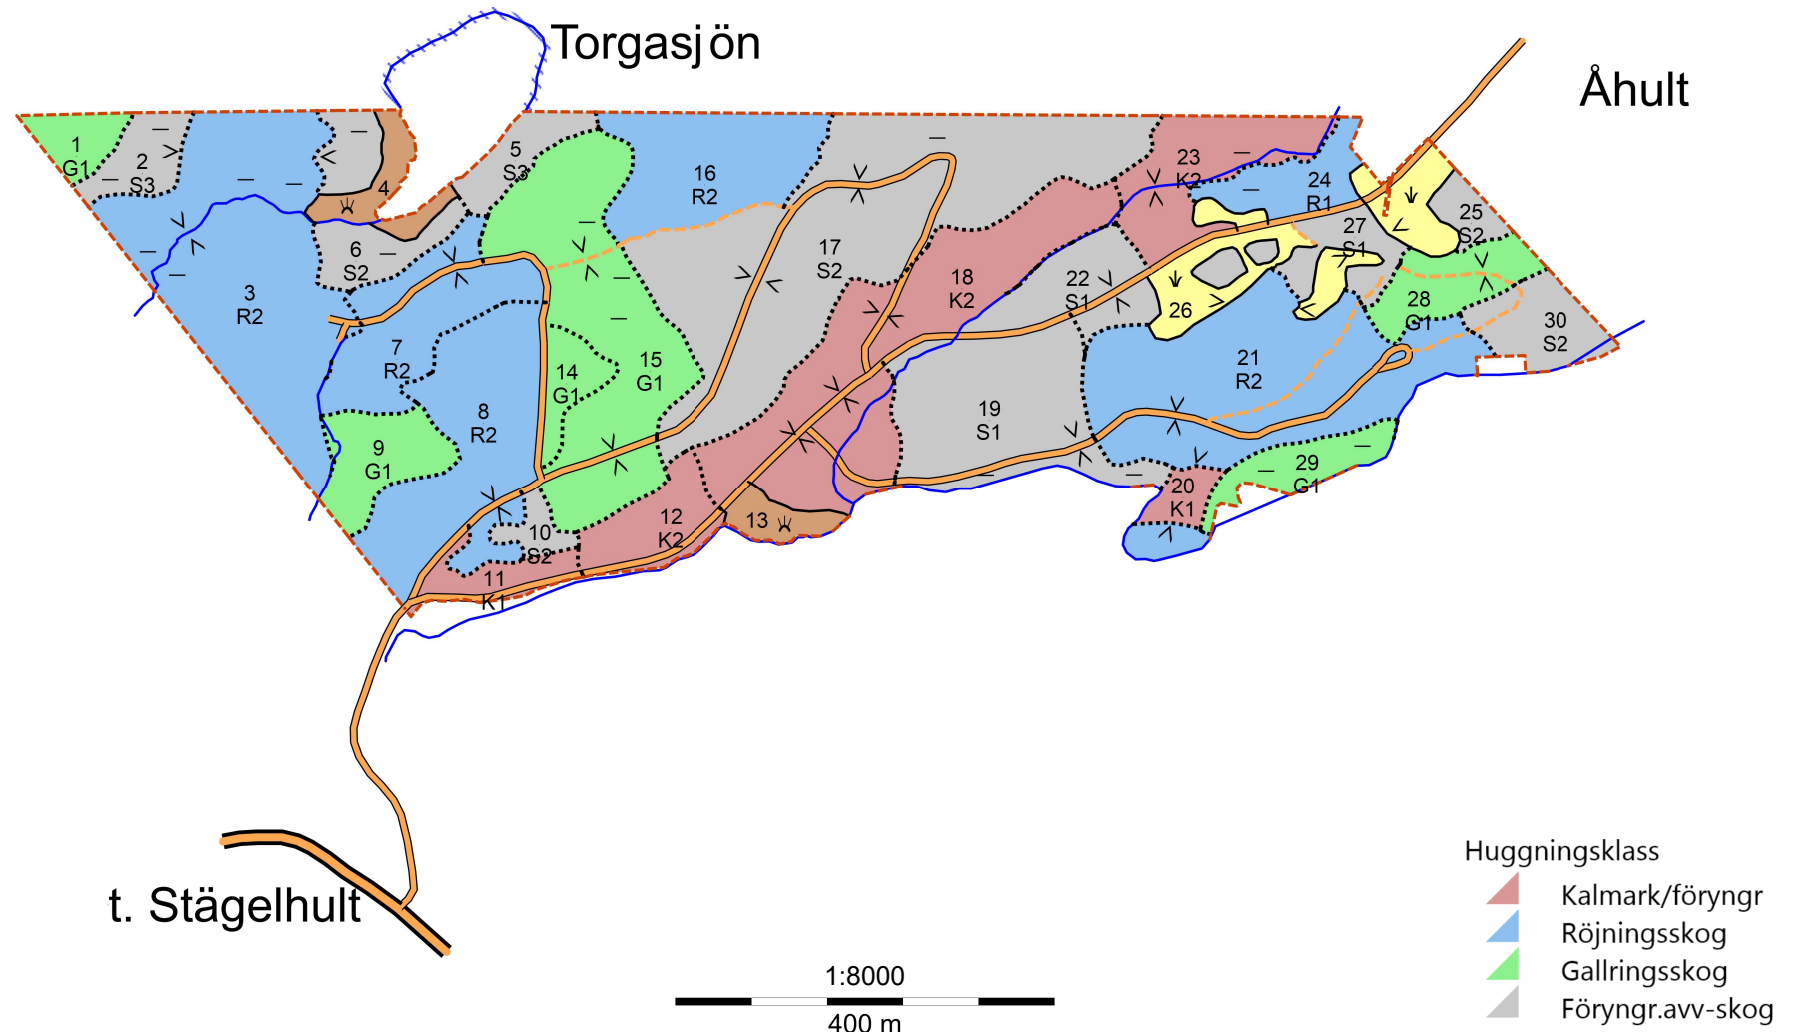 Torgasjön
Åhult
1
G1
2
S3
3
R2
4
5
S3
6
S2
7
R2
8
R2
9
G1
10
S2
11
K1
12
K2
13
14
G1
15
G1
16
R2
17
S2
18
K2
19
S1
20
K1
21
R2
22
S1
23
K2
24
R1
25
S2
26
27
S1
28
G1
29
G1
30
S2
t. Stägelhult
1:8000
400 m
Huggningsklass
Kalmark/föryngr
Röjningsskog
Gallringsskog
Föryngr.avv-skog